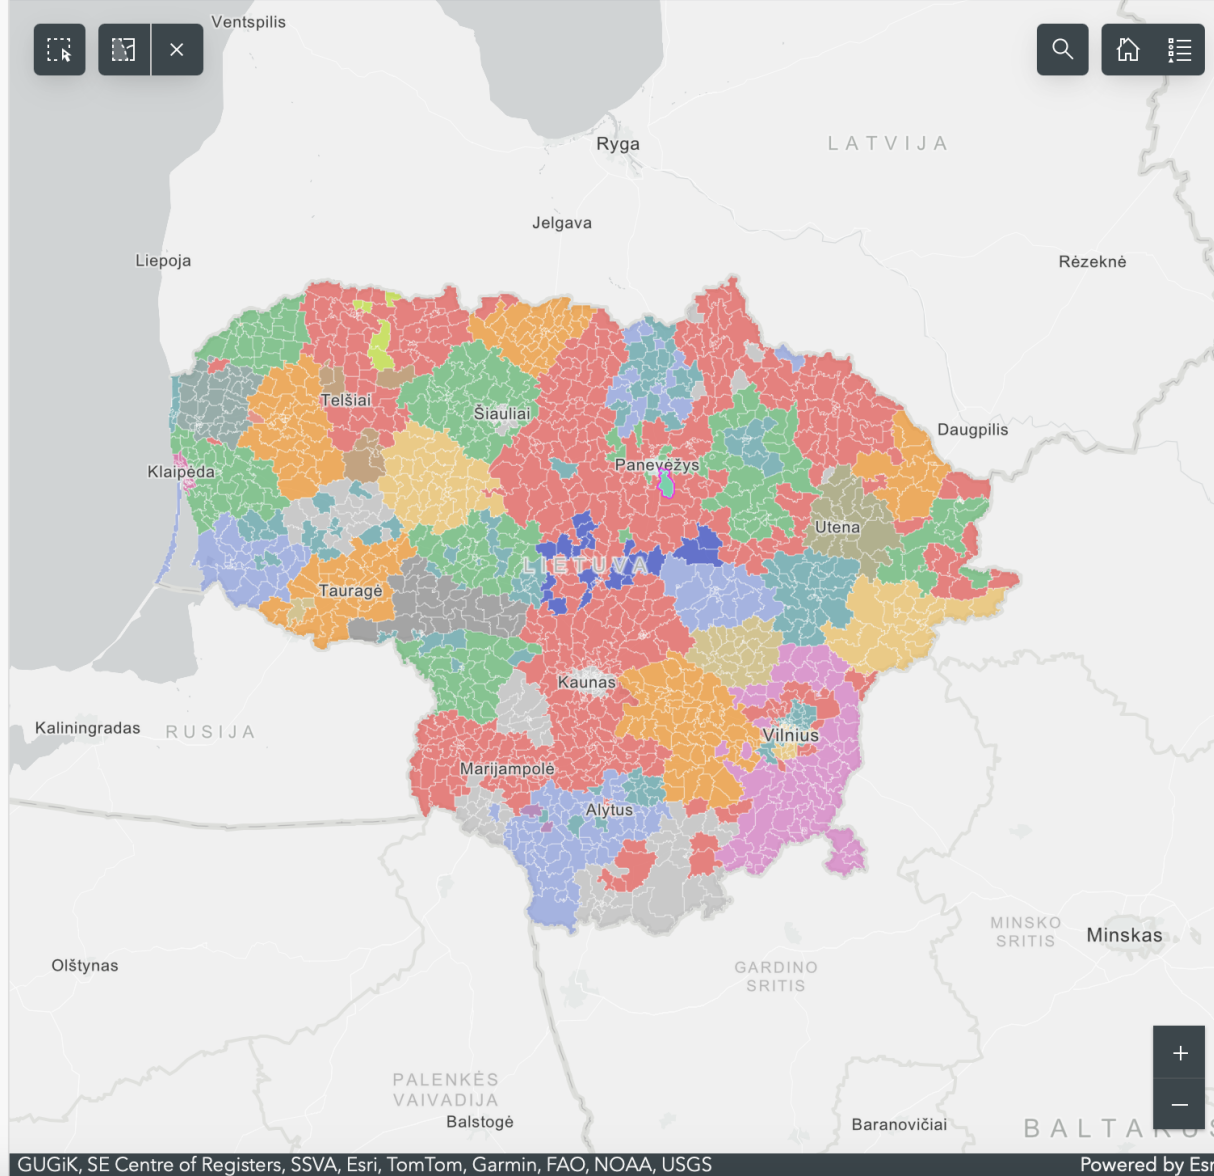 Ventspilis
Ryga
LATVIJA
Jelgava
Liepoja
Rėzeknė
Telšiai
Šiauliai
Daugpilis
Klaipėda
Panevėžys
Utena
LIETUVA
Tauragė
Kaunas
Kaliningradas
RUSIJA
Vilnius
Marijampolė
Alytus
MINSKO
SRITIS
Minskas
Olštynas
GARDINO
SRITIS
PALENKĖS
VAIVADIJA
Balstogė
Baranovičiai
BALTARUS
GUGiK, SE Centre of Registers, SSVA, Esri, TomTom, Garmin, FAO, NOAA, USGS
Powered by Esr